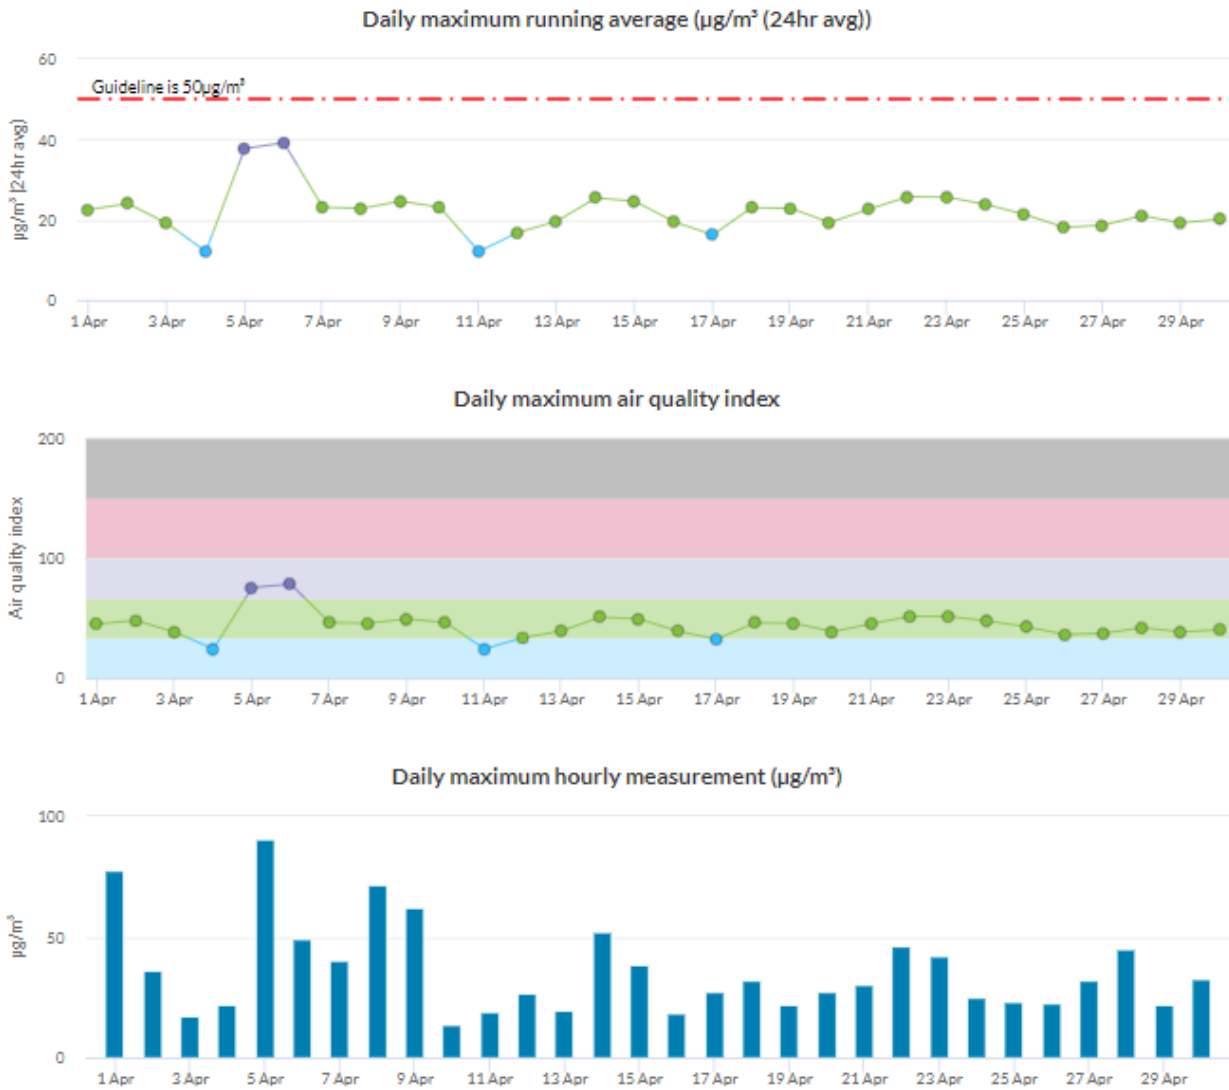 Daily maximum running average (µg/m³ (24hr avg))
60
Guideline is 50µg/m³
40
20
0
µg/m³ (24hr avg)
1 Apr 3 Apr 5 Apr 7 Apr 9 Apr 11 Apr 13 Apr 15 Apr 17 Apr 19 Apr 21 Apr 23 Apr 25 Apr 27 Apr 29 Apr
Daily maximum air quality index
200
100
0
Air quality index
1 Apr 3 Apr 5 Apr 7 Apr 9 Apr 11 Apr 13 Apr 15 Apr 17 Apr 19 Apr 21 Apr 23 Apr 25 Apr 27 Apr 29 Apr
Daily maximum hourly measurement (µg/m³)
100
50
0
µg/m³
1 Apr 3 Apr 5 Apr 7 Apr 9 Apr 11 Apr 13 Apr 15 Apr 17 Apr 19 Apr 21 Apr 23 Apr 25 Apr 27 Apr 29 Apr